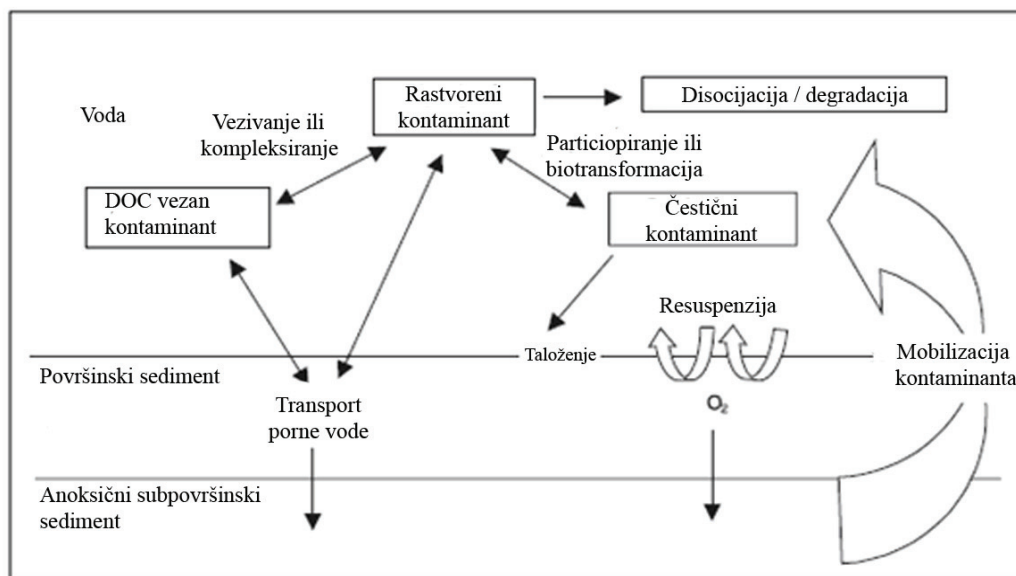 Voda
Rastvoreni
kontaminant
Disocijacija / degradacija
Vezivanje ili
kompleksiranje
Participiranje ili
biotransformacija
DOC vezan
kontaminant
Čestični
kontaminant
Resuspenzija
Taloženje
Mobilizacija
kontaminanta
Površinski sediment
Transport
porne vode
O₂
Anoksični subpovršinski
sediment